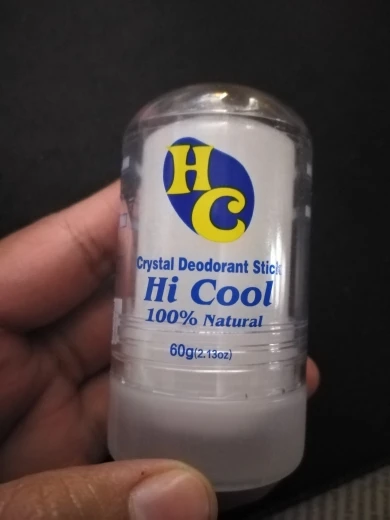 HC
Crystal Deodorant Stick
Hi Cool
100% Natural
60g(2.13oz)